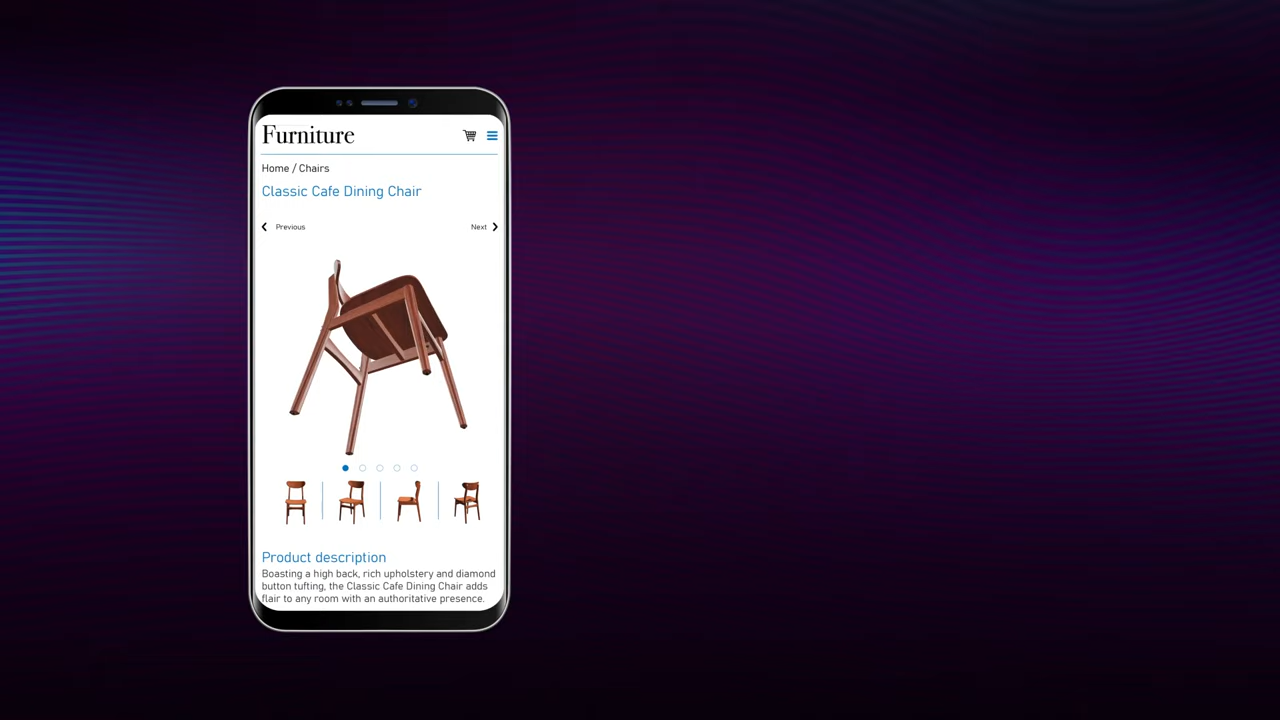 Furniture
Home / Chairs
Classic Cafe Dining Chair
Previous
Next
Product description
Boasting a high back, rich upholstery and diamond
button tufting, the Classic Cafe Dining Chair adds
flair to any room with an authoritative presence.